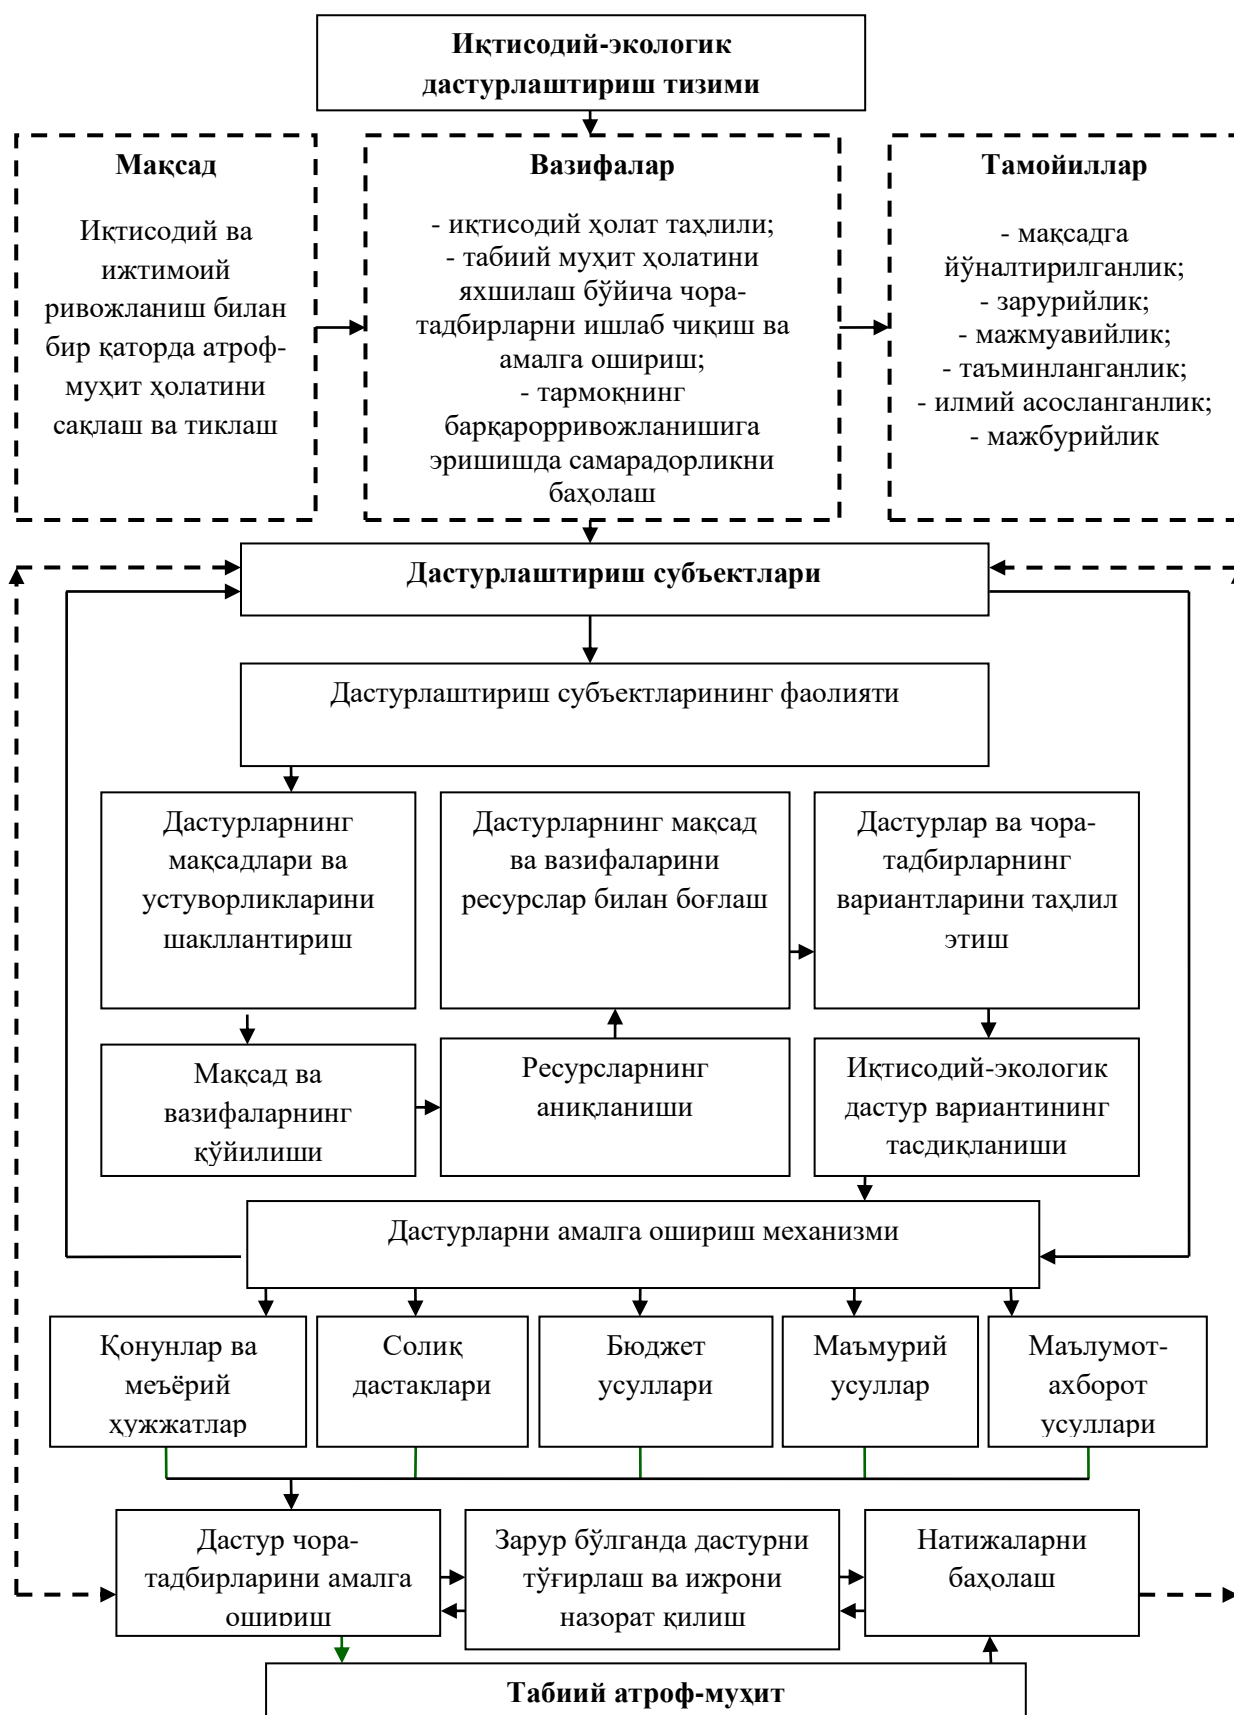 Иқтисодий-экологик
дастурлаштириш тизими
Мақсад
Иқтисодий ва
ижтимоий
ривожланиш билан
бир қаторда атроф-
муҳит ҳолатини
сақлаш ва тиклаш
Вазифалар
- иқтисодий ҳолат таҳлили;
- табиий муҳит ҳолатини
яхшилаш бўйича чора-
тадбирларни ишлаб чиқиш ва
амалга ошириш;
- тармоқнинг
барқарорривожланишига
эришишда самарадорликни
баҳолаш
Тамойиллар
- мақсадга
йўналтирилганлик;
- зарурийлик;
- мажмуавийлик;
- таъминланганлик;
- илмий асосланганлик;
- мажбурийлик
Дастурлаштириш субъектлари
Дастурлаштириш субъектларининг фаолияти
Дастурларнинг
мақсадлари ва
устуворликларини
шакллантириш
Дастурларнинг мақсад
ва вазифаларини
ресурслар билан боғлаш
Дастурлар ва чора-
тадбирларнинг
вариантларини таҳлил
этиш
Мақсад ва
вазифаларнинг
қўйилиши
Ресурсларнинг
аниқланиши
Иқтисодий-экологик
дастур вариантининг
тасдиқланиши
Дастурларни амалга ошириш механизми
Қонунлар ва
меъёрий
ҳужжатлар
Солиқ
дастаклари
Бюджет
усуллари
Маъмурий
усуллар
Маълумот-
ахборот
усуллари
Дастур чора-
тадбирларини амалга
ошириш
Зарур бўлганда дастурни
тўғирлаш ва ижрони
назорат қилиш
Натижаларни
баҳолаш
Табиий атроф-муҳит